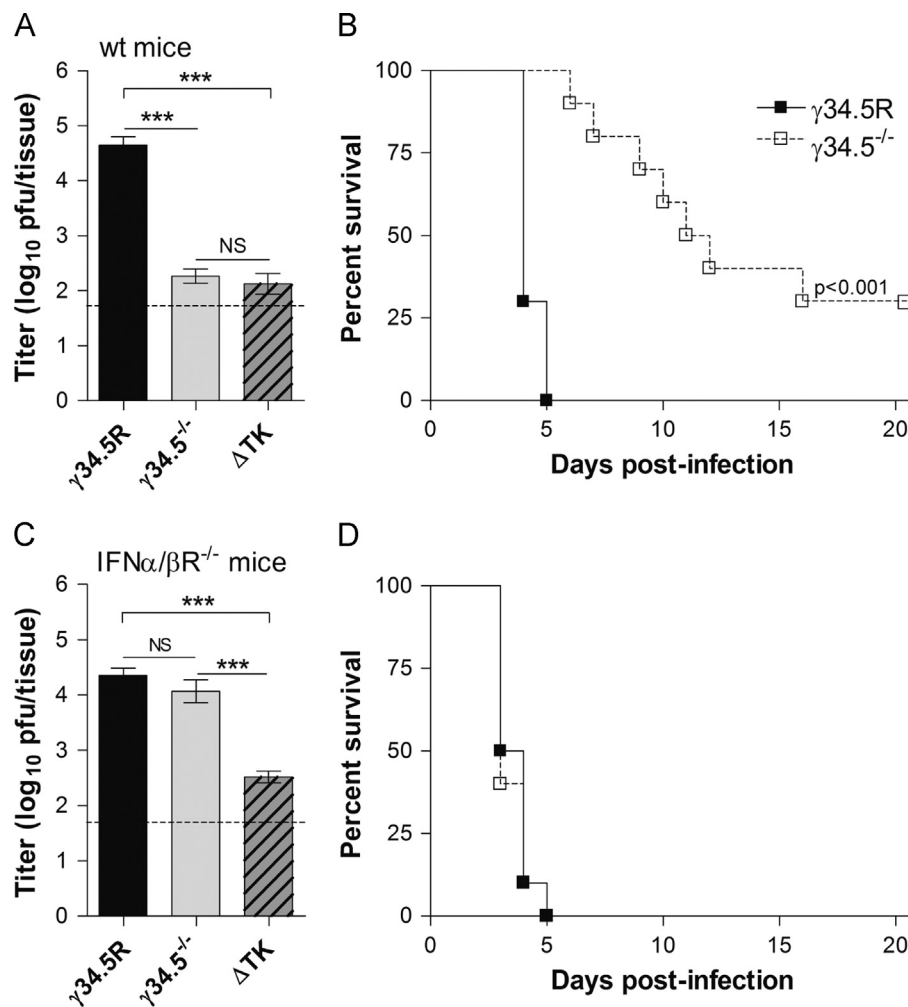 A
wt mice
Titer (log10 pfu/tissue)
6
5
4
3
2
1
0
***
***
NS
γ34.5R
γ34.5-/-
ΔTK
B
Percent survival
100
75
50
25
0
γ34.5R
γ34.5-/-
p<0.001
0
5
10
15
20
Days post-infection
C
IFNα/βR-/- mice
Titer (log10 pfu/tissue)
6
5
4
3
2
1
0
***
NS
***
γ34.5R
γ34.5-/-
ΔTK
D
Percent survival
100
75
50
25
0
0
5
10
15
20
Days post-infection